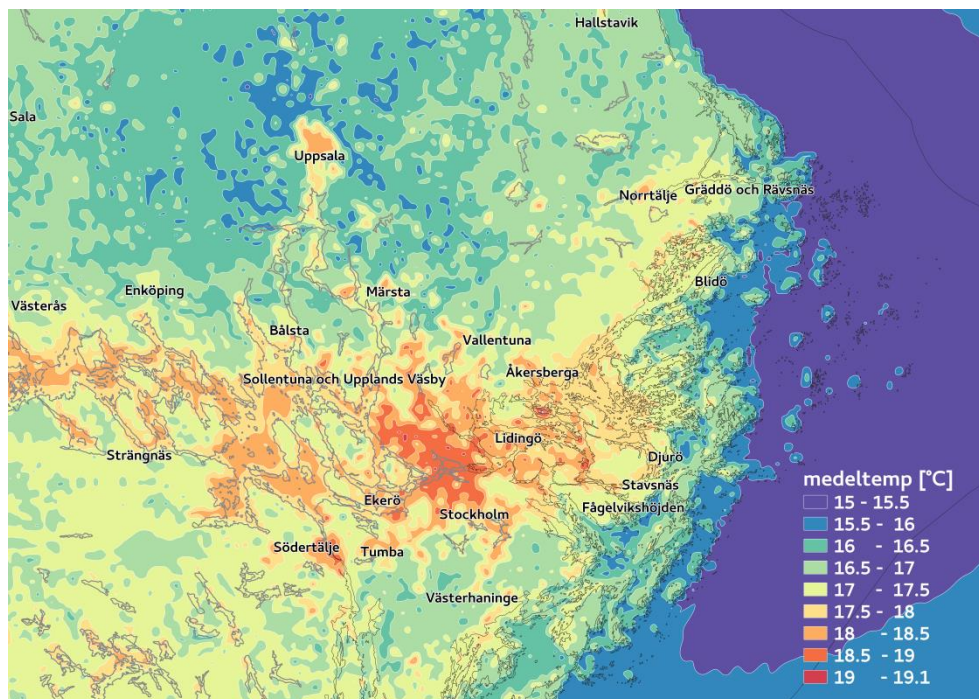 Hallstavik
Sala
Uppsala
Norrtälje
Gräddö och Rävsnäs
Blidö
Enköping
Märsta
Västerås
Bålsta
Vallentuna
Åkersberga
Sollentuna och Upplands Väsby
Lidingö
Strängnäs
Djurö
Stavsnäs
Ekerö
Fågelvikshöjden
Stockholm
Södertälje
Tumba
Västerhaninge
medeltemp [°C]
15 - 15.5
15.5 - 16
16 - 16.5
16.5 - 17
17 - 17.5
17.5 - 18
18 - 18.5
18.5 - 19
19 - 19.1